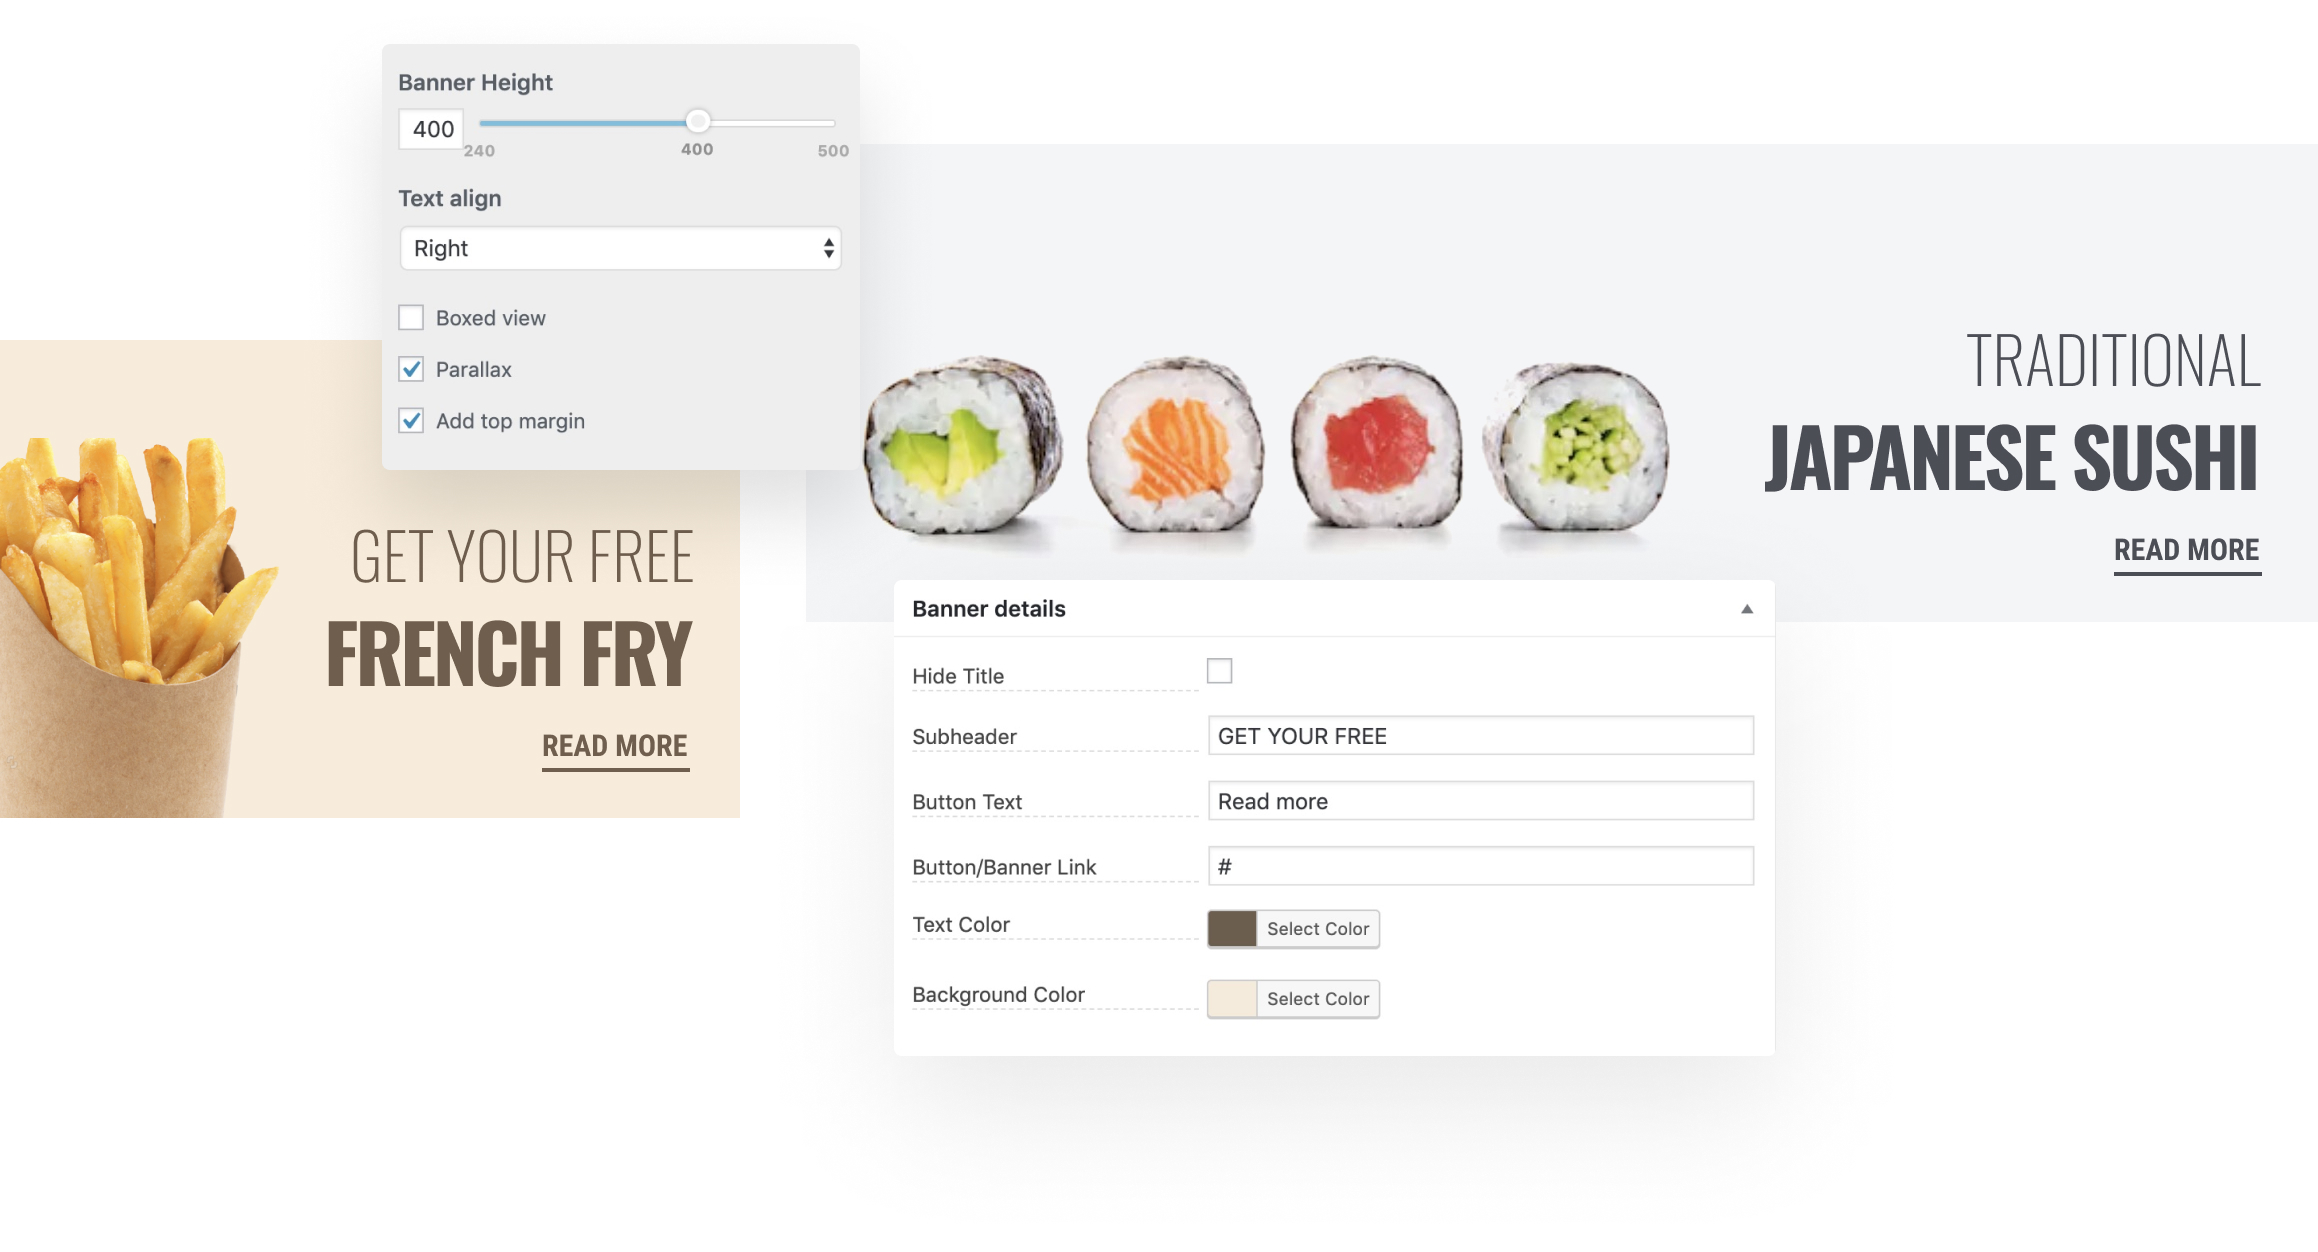 Banner Height
400
240 400 500
Text align
Right
Boxed view
Parallax
Add top margin
GET YOUR FREE
FRENCH FRY
READ MORE
TRADITIONAL
JAPANESE SUSHI
READ MORE
Banner details
Hide Title
Subheader GET YOUR FREE
Button Text Read more
Button/Banner Link #
Text Color Select Color
Background Color Select Color